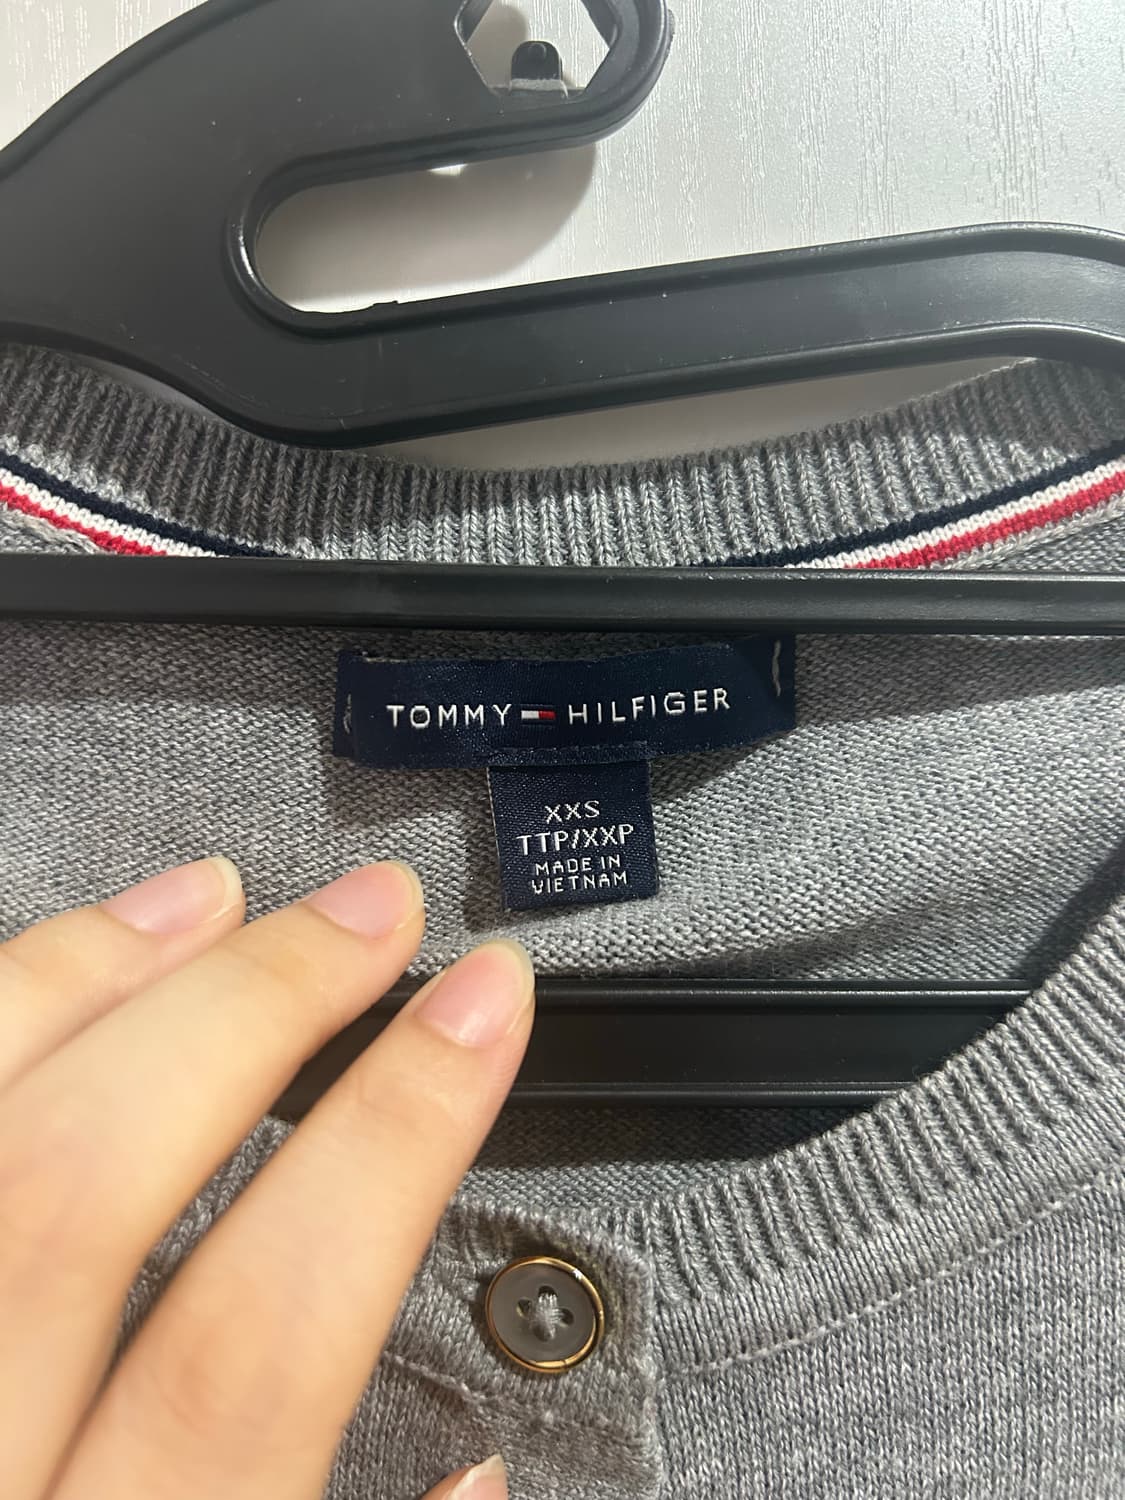 TOMMY HILFIGER
XXS
TTP/XXP
MADE IN
VIETNAM